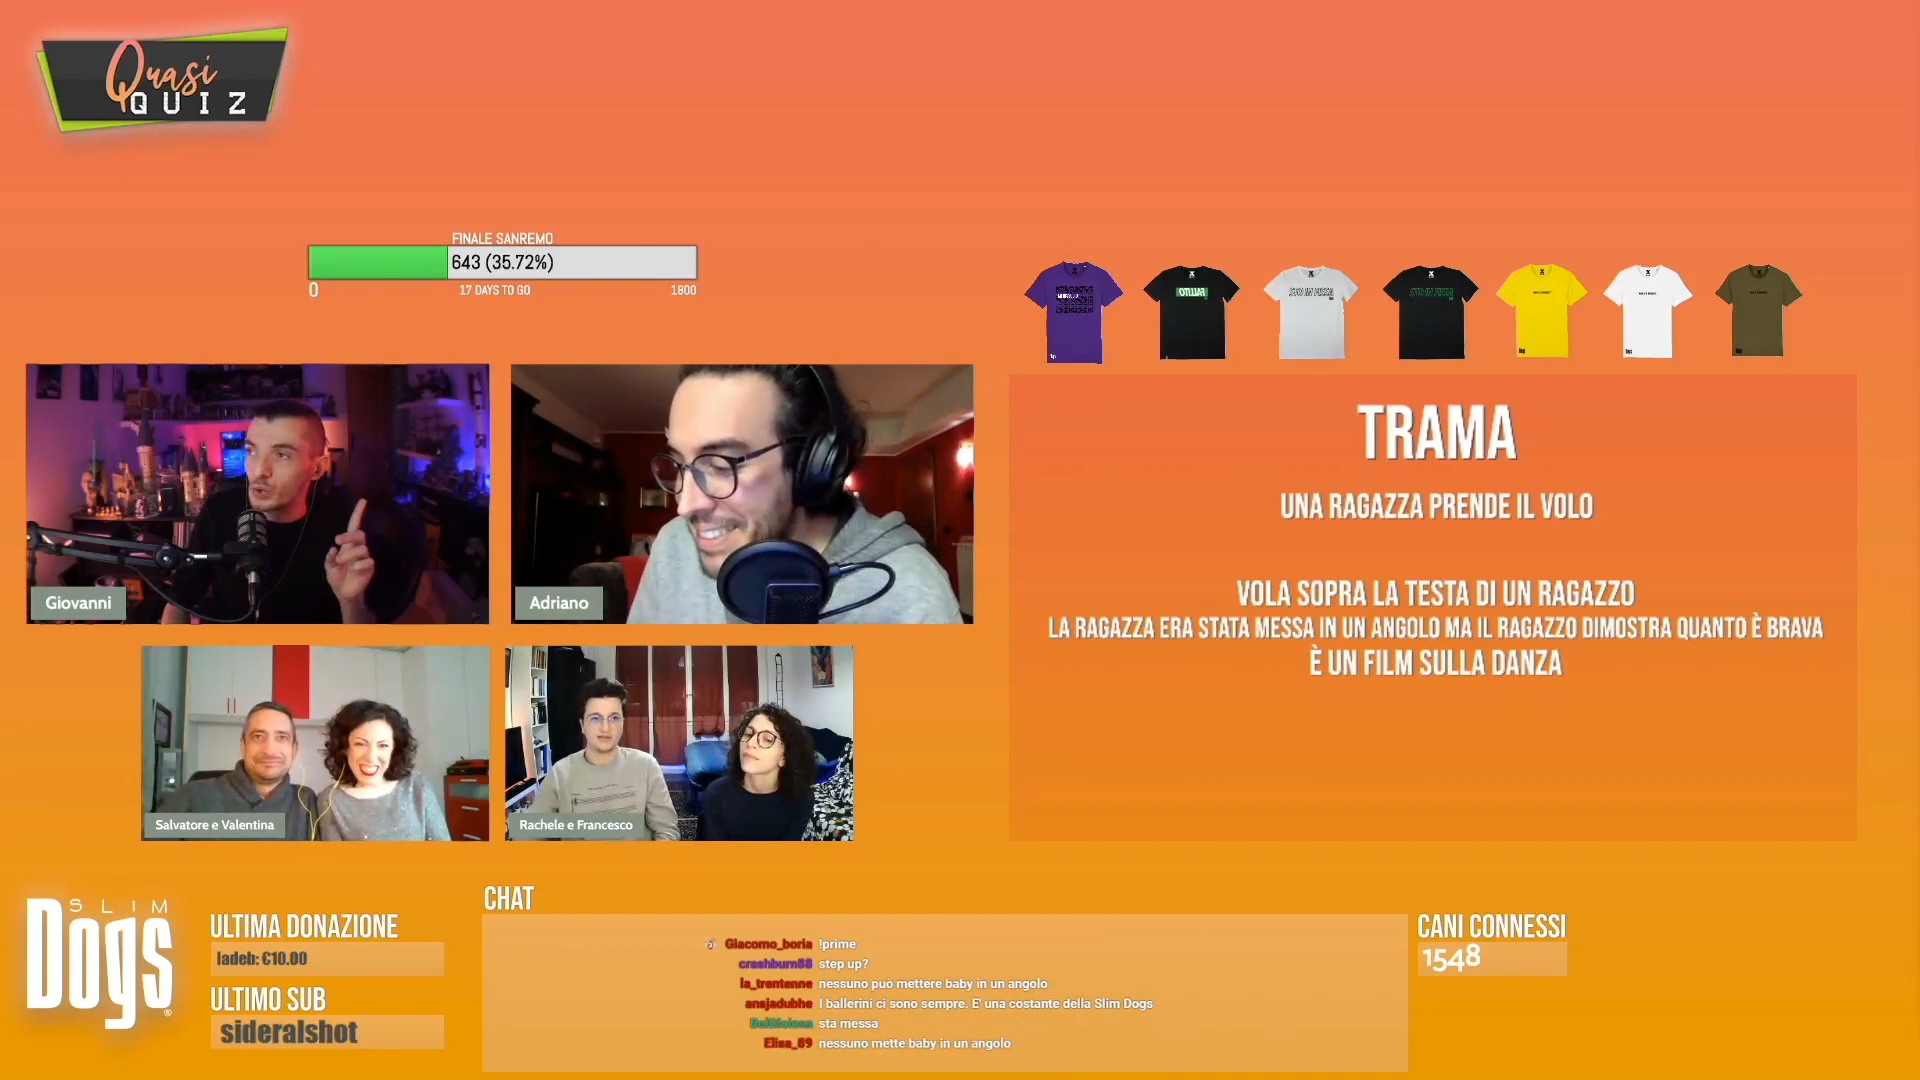 Quasi
QUIZ
FINALE SANREMO
643 (35.72%)
0
17 DAYS TO GO
1800
FALLITO
TRAMA
UNA RAGAZZA PRENDE IL VOLO
VOLA SOPRA LA TESTA DI UN RAGAZZO
LA RAGAZZA ERA STATA MESSA IN UN ANGOLO MA IL RAGAZZO DIMOSTRA QUANTO È BRAVA
È UN FILM SULLA DANZA
Giovanni
Adriano
Salvatore e Valentina
Rachele e Francesco
SLIM
Dogs
ULTIMA DONAZIONE
ladeb: €10.00
ULTIMO SUB
sideralshot
CHAT
Giacomo_boria !prime
crashburn88 step up?
la_trentenne nessuno può mettere baby in un angolo
ansjadubhe I ballerini ci sono sempre. E' una costante della Slim Dogs
DelGioiosa sta messa
Elisa_89 nessuno mette baby in un angolo
CANI CONNESSI
1548